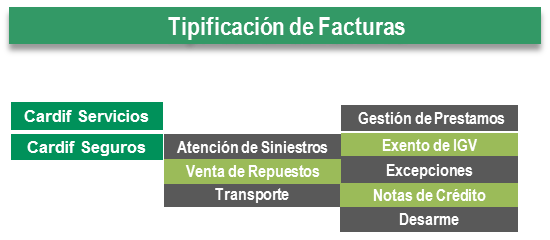 Tipificación de Facturas
Cardif Servicios
Gestión de Prestamos
Cardif Seguros
Atención de Siniestros
Exento de IGV
Venta de Repuestos
Excepciones
Transporte
Notas de Crédito
Desarme